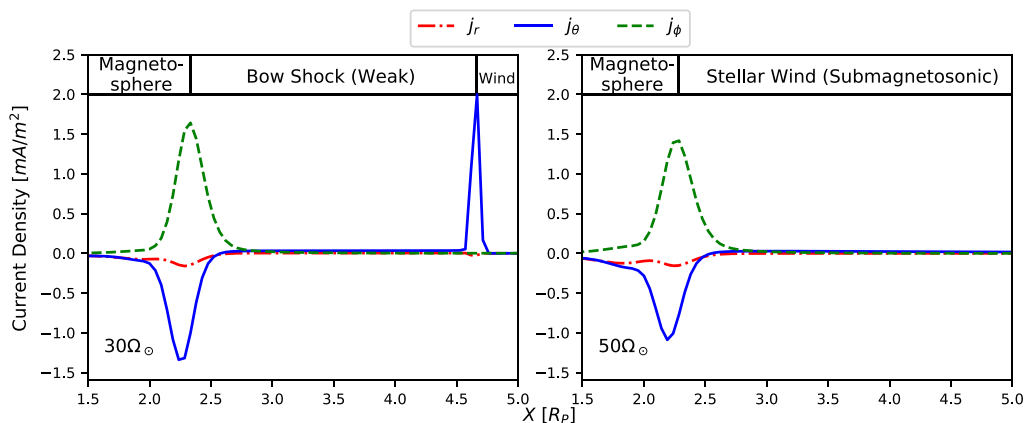 j_r j_θ j_ϕ
Magneto-
sphere
Bow Shock (Weak)
Wind
Magneto-
sphere
Stellar Wind (Submagnetosonic)
Current Density [mA/m²]
2.5
2.0
1.5
1.0
0.5
0.0
−0.5
−1.0
−1.5
30Ω☉
1.5 2.0 2.5 3.0 3.5 4.0 4.5 5.0
2.5
2.0
1.5
1.0
0.5
0.0
−0.5
−1.0
−1.5
50Ω☉
1.5 2.0 2.5 3.0 3.5 4.0 4.5 5.0
X [R_P]